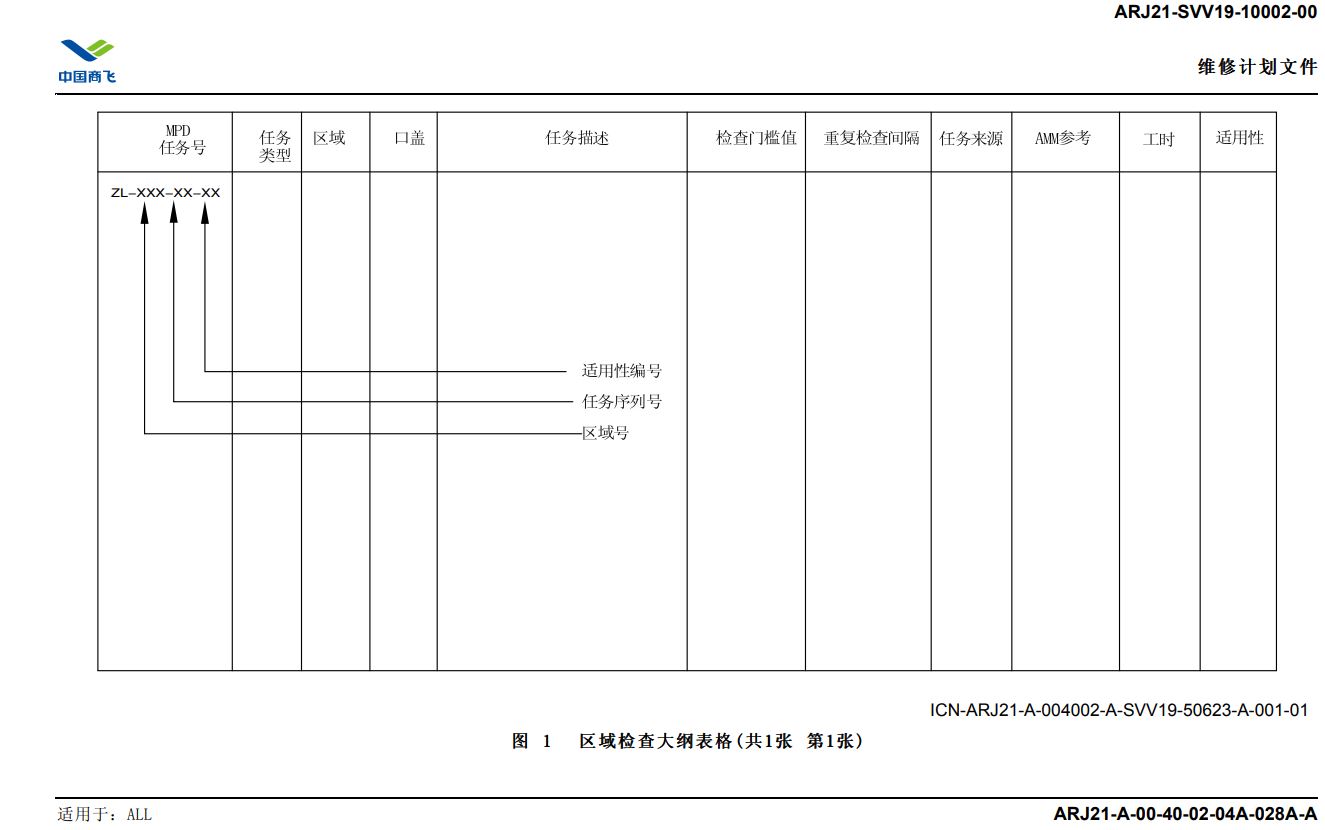 ARJ21-SVV19-10002-00
中国商飞
维修计划文件
MPD
任务号
任务
类型
区域
口盖
任务描述
检查门槛值
重复检查间隔
任务来源
AMM参考
工时
适用性
ZL-XXX-XX-XX
适用性编号
任务序列号
区域号
ICN-ARJ21-A-004002-A-SVV19-50623-A-001-01
图 1 区域检查大纲表格(共1张 第1张)
适用于: ALL
ARJ21-A-00-40-02-04A-028A-A